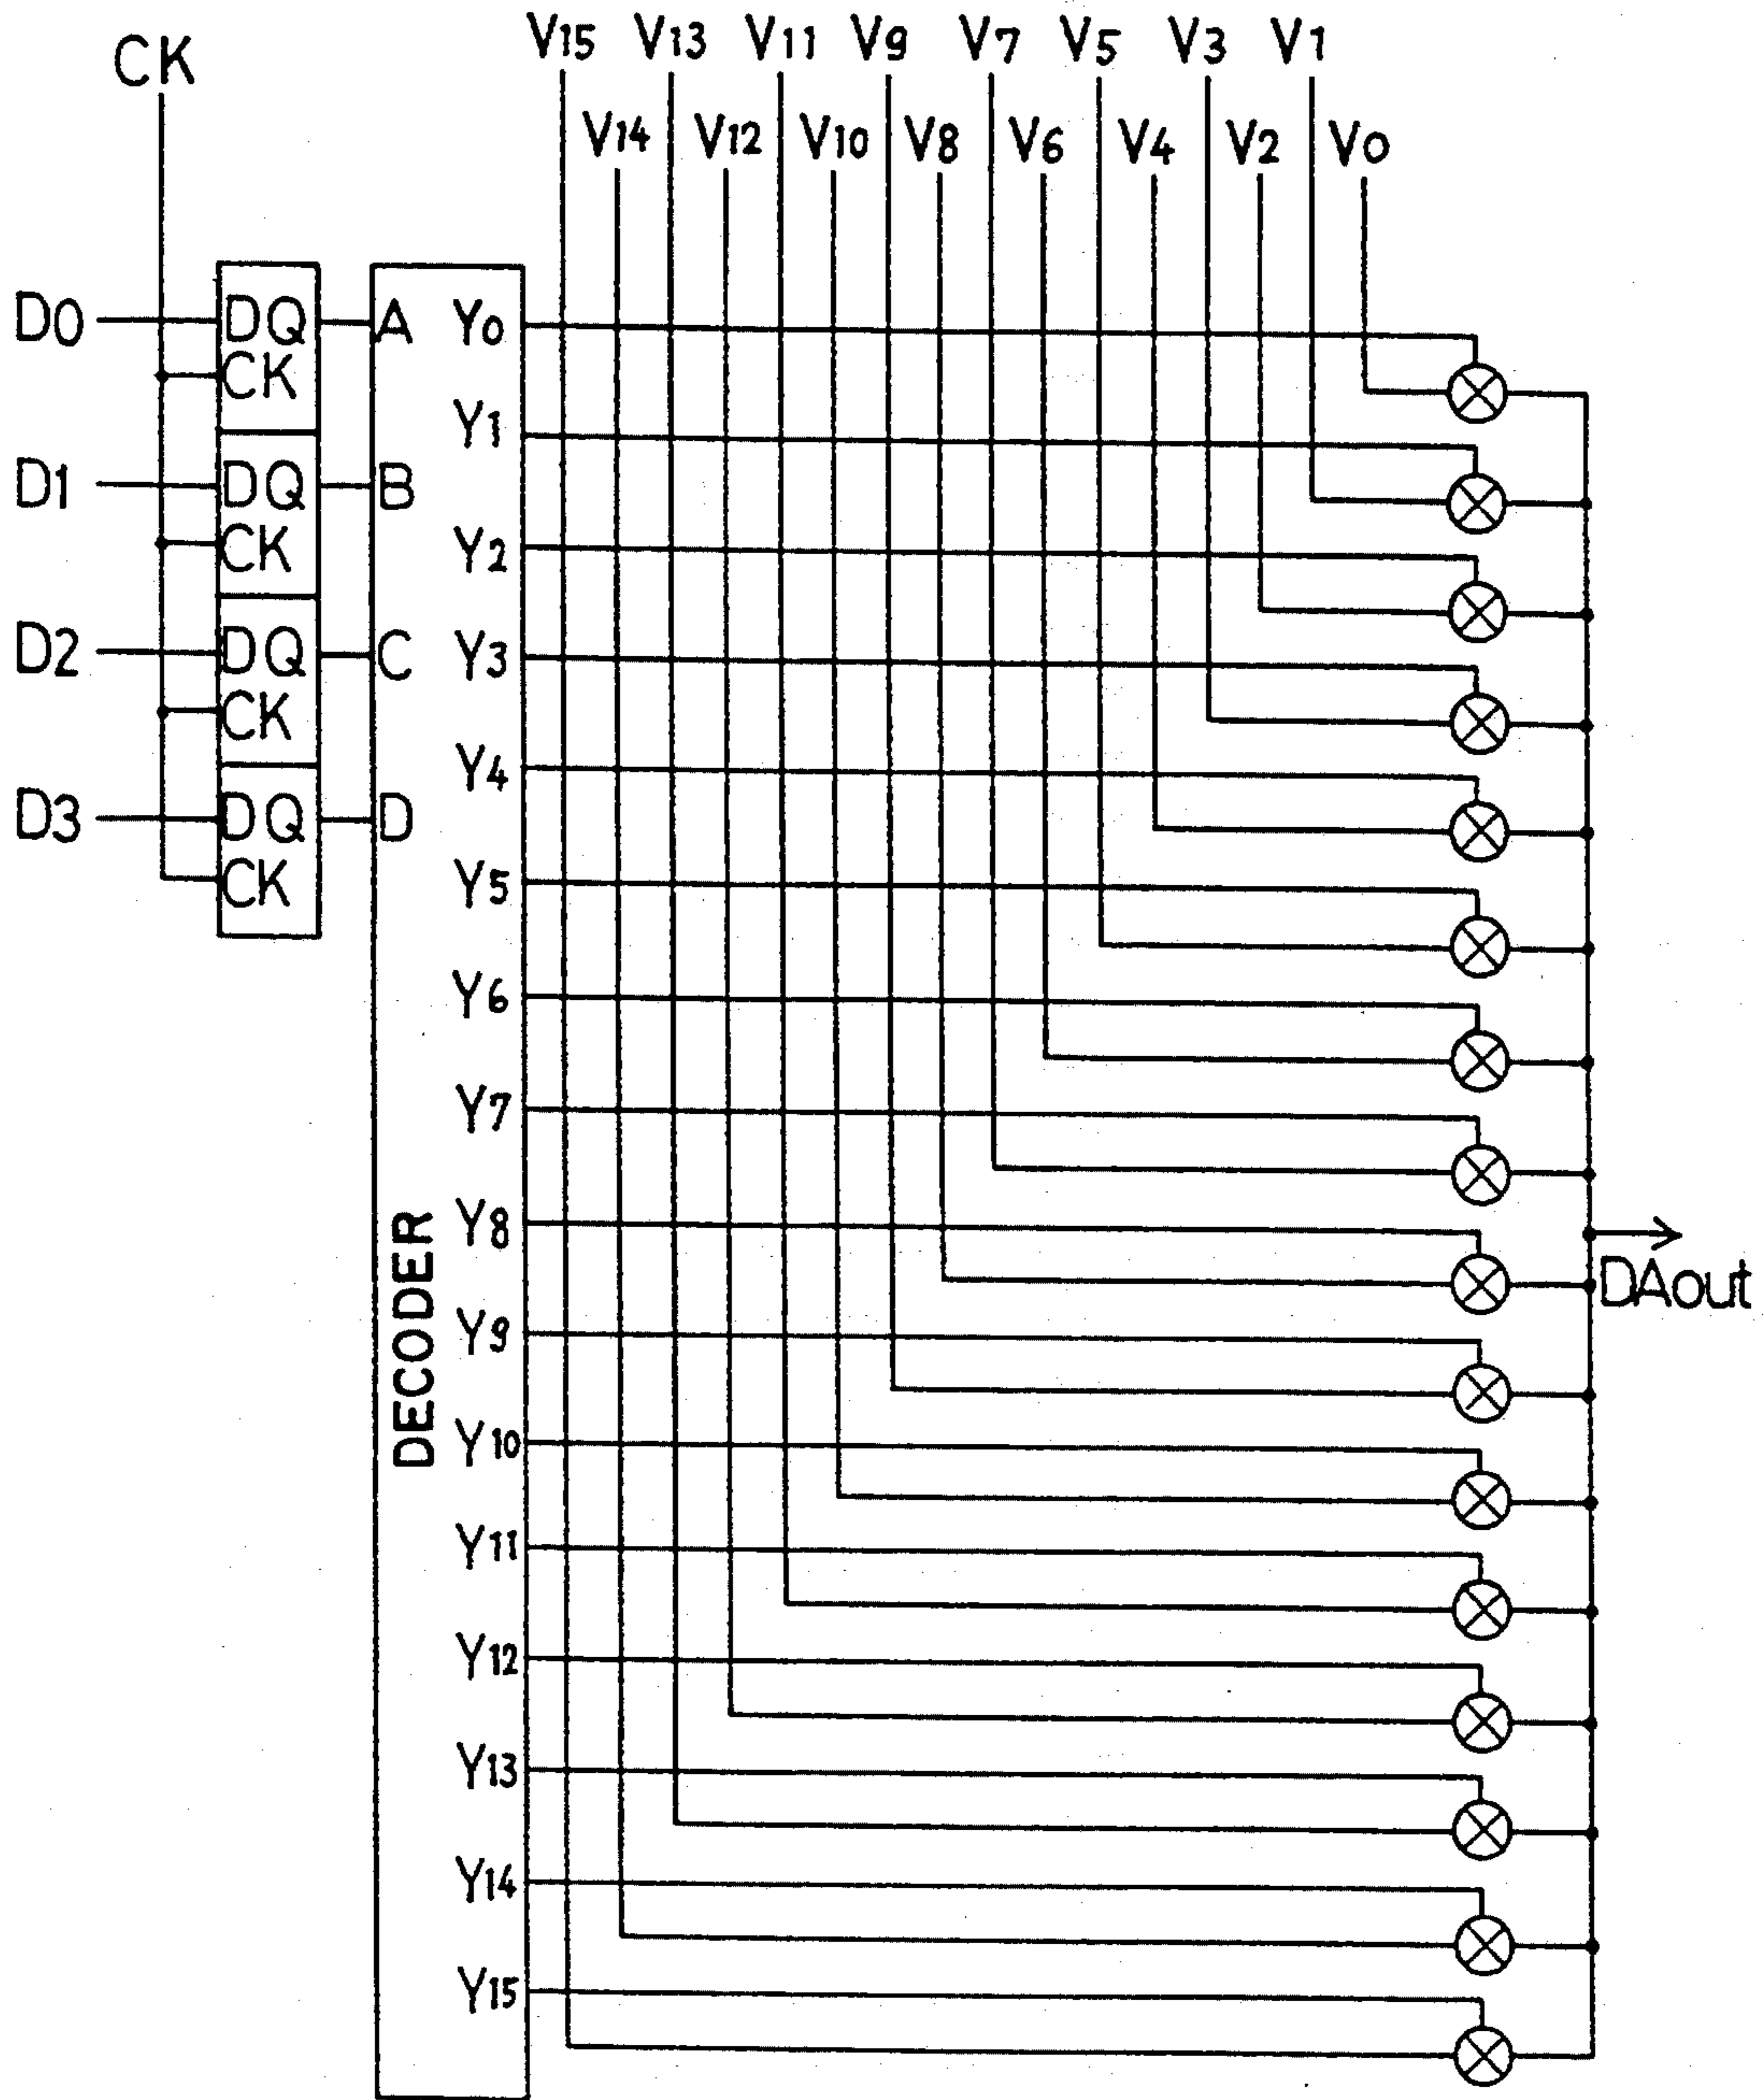 CK
V15 V13 V11 V9 V7 V5 V3 V1
V14 V12 V10 V8 V6 V4 V2 V0
D0 DQ A Y0
CK
Y1
D1 DQ B
CK
Y2
D2 DQ C Y3
CK
Y4
D3 DQ D
CK Y5
Y6
Y7
Y8
DAout
DECODER
Y9
Y10
Y11
Y12
Y13
Y14
Y15